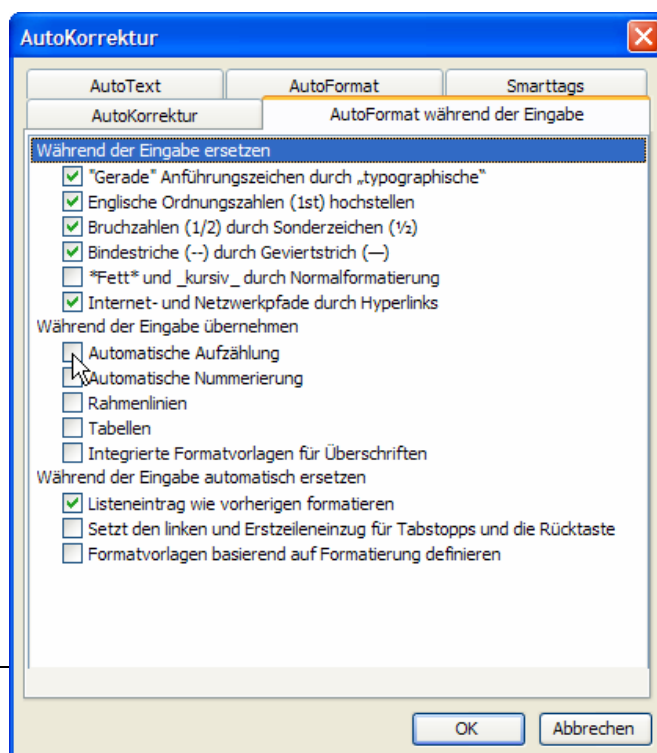 AutoKorrektur
AutoText AutoFormat Smarttags
AutoKorrektur AutoFormat während der Eingabe
Während der Eingabe ersetzen
"Gerade" Anführungszeichen durch „typographische“
Englische Ordnungszahlen (1st) hochstellen
Bruchzahlen (1/2) durch Sonderzeichen (½)
Bindestriche (--) durch Geviertstrich (—)
*Fett* und _kursiv_ durch Normalformatierung
Internet- und Netzwerkpfade durch Hyperlinks
Während der Eingabe übernehmen
Automatische Aufzählung
Automatische Nummerierung
Rahmenlinien
Tabellen
Integrierte Formatvorlagen für Überschriften
Während der Eingabe automatisch ersetzen
Listeneintrag wie vorherigen formatieren
Setzt den linken und Erstzeileneinzug für Tabstopps und die Rücktaste
Formatvorlagen basierend auf Formatierung definieren
OK Abbrechen